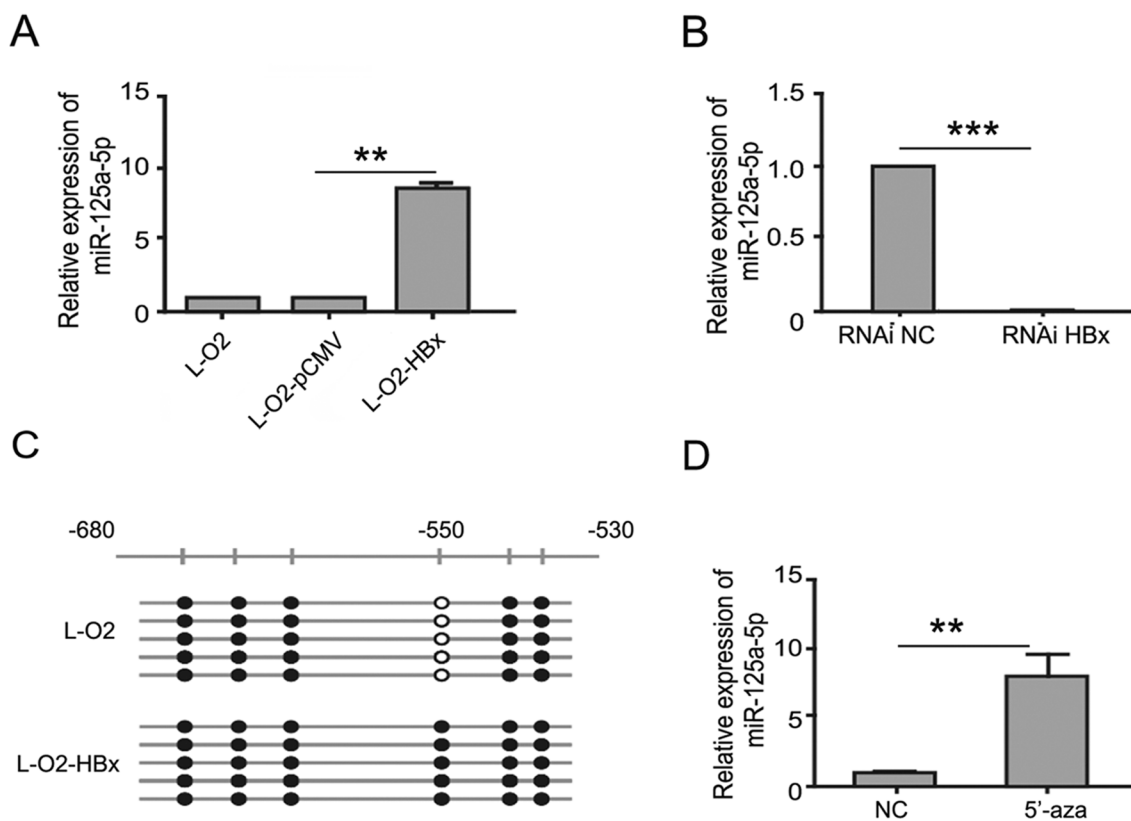 A
Relative expression of
miR-125a-5p
15
10
5
0
**
L-O2
L-O2-pCMV
L-O2-HBx
B
Relative expression of
miR-125a-5p
1.5
1.0
0.5
0
***
RNAi NC
RNAi HBx
C
-680
-550
-530
L-O2
L-O2-HBx
D
Relative expression of
miR-125a-5p
15
10
5
0
**
NC
5'-aza